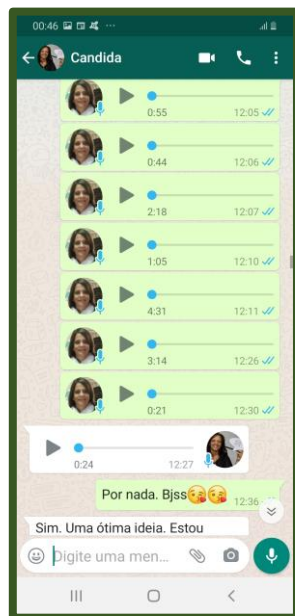 00:46
Candida
0:55 12:05
0:44 12:06
2:18 12:07
1:05 12:10
4:31 12:11
3:14 12:26
0:21 12:30
0:24 12:27
Por nada. Bjss😘😘 12:36
Sim. Uma ótima ideia. Estou
Digite uma men...